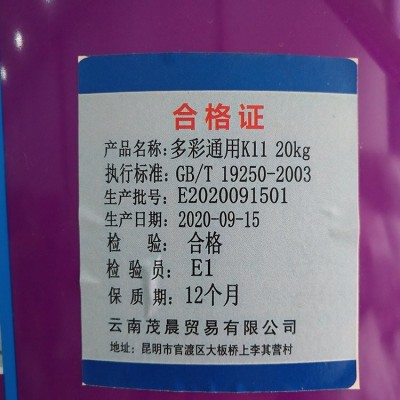 合格证
产品名称:多彩通用K11 20kg
执行标准:GB/T 19250-2003
生产批号:E2020091501
生产日期:2020-09-15
检 验:合格
检 验 员:E1
保 质 期:12个月
云南茂晨贸易有限公司
地址:昆明市官渡区大板桥上李其营村